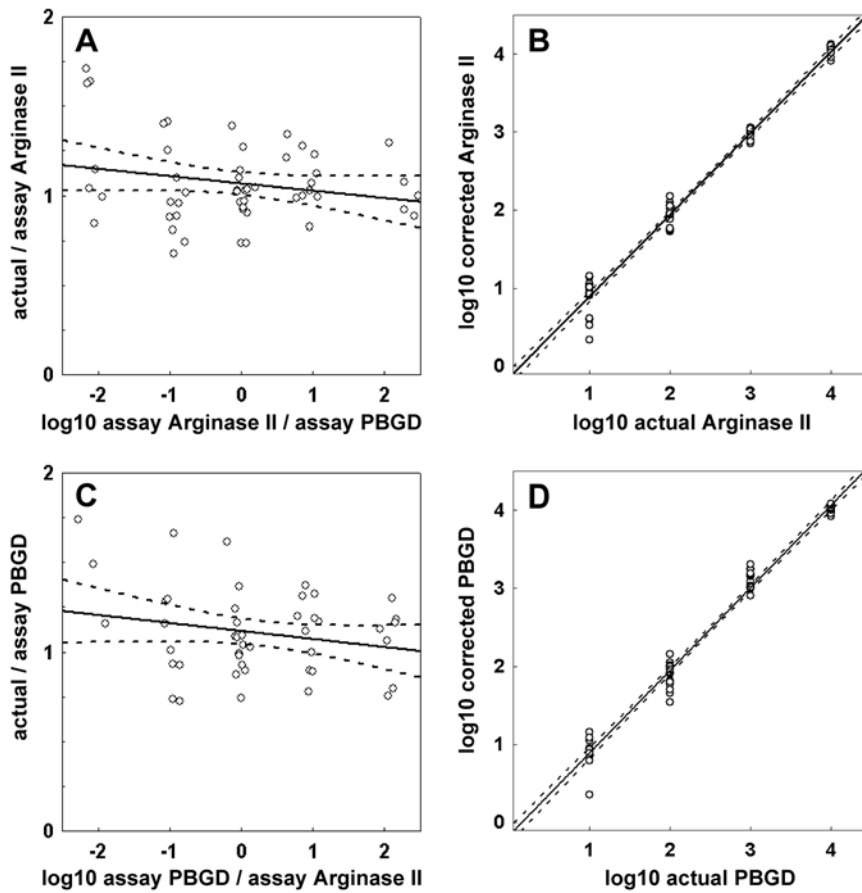 A
2
1
0
actual / assay Arginase II
-2 -1 0 1 2
log10 assay Arginase II / assay PBGD
B
4
3
2
1
0
log10 corrected Arginase II
1 2 3 4
log10 actual Arginase II
C
2
1
0
actual / assay PBGD
-2 -1 0 1 2
log10 assay PBGD / assay Arginase II
D
4
3
2
1
0
log10 corrected PBGD
1 2 3 4
log10 actual PBGD